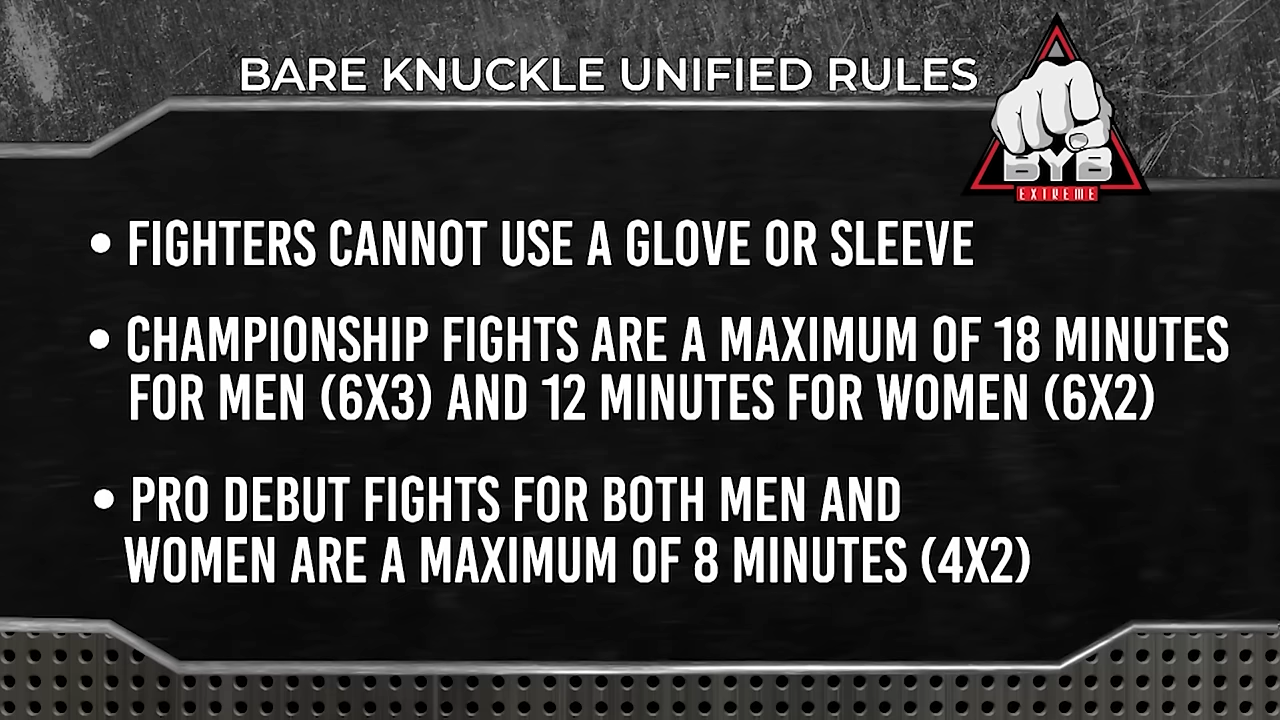 BARE KNUCKLE UNIFIED RULES
BYB
EXTREME
• FIGHTERS CANNOT USE A GLOVE OR SLEEVE
• CHAMPIONSHIP FIGHTS ARE A MAXIMUM OF 18 MINUTES
FOR MEN (6X3) AND 12 MINUTES FOR WOMEN (6X2)
• PRO DEBUT FIGHTS FOR BOTH MEN AND
WOMEN ARE A MAXIMUM OF 8 MINUTES (4X2)